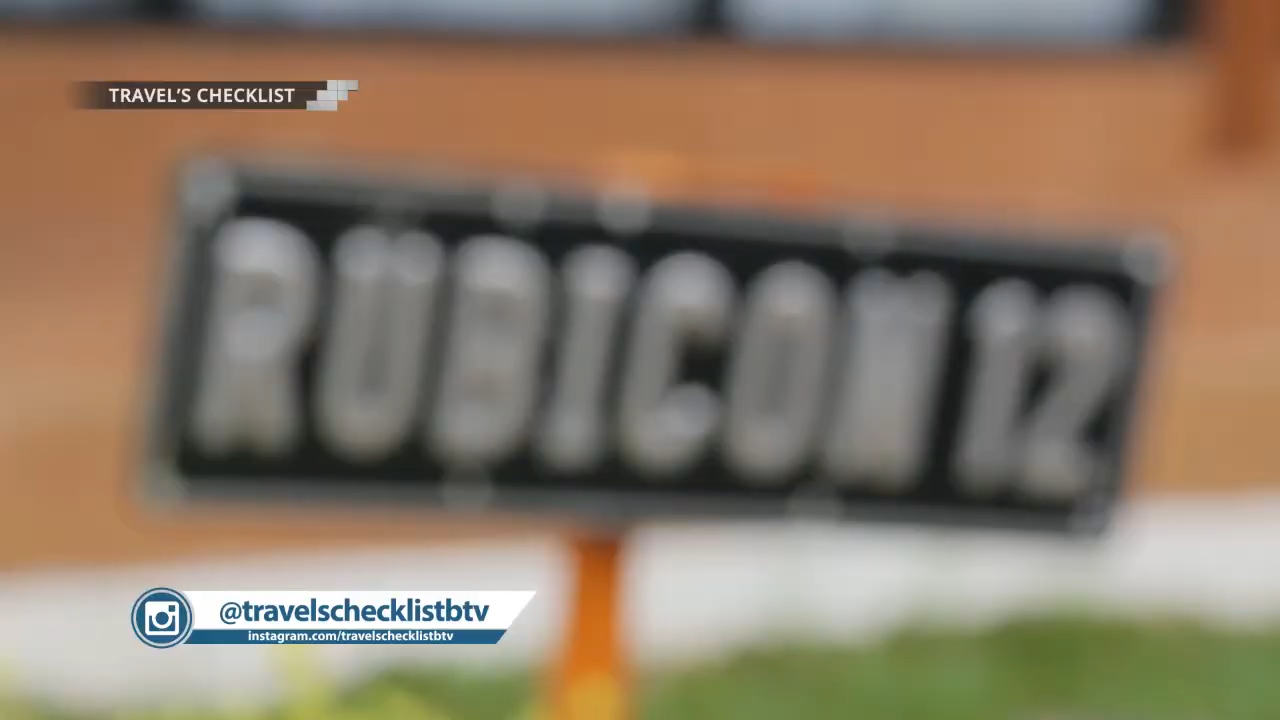 TRAVEL'S CHECKLIST
RUBICON 12
@travelschecklistbtv
instagram.com/travelschecklistbtv